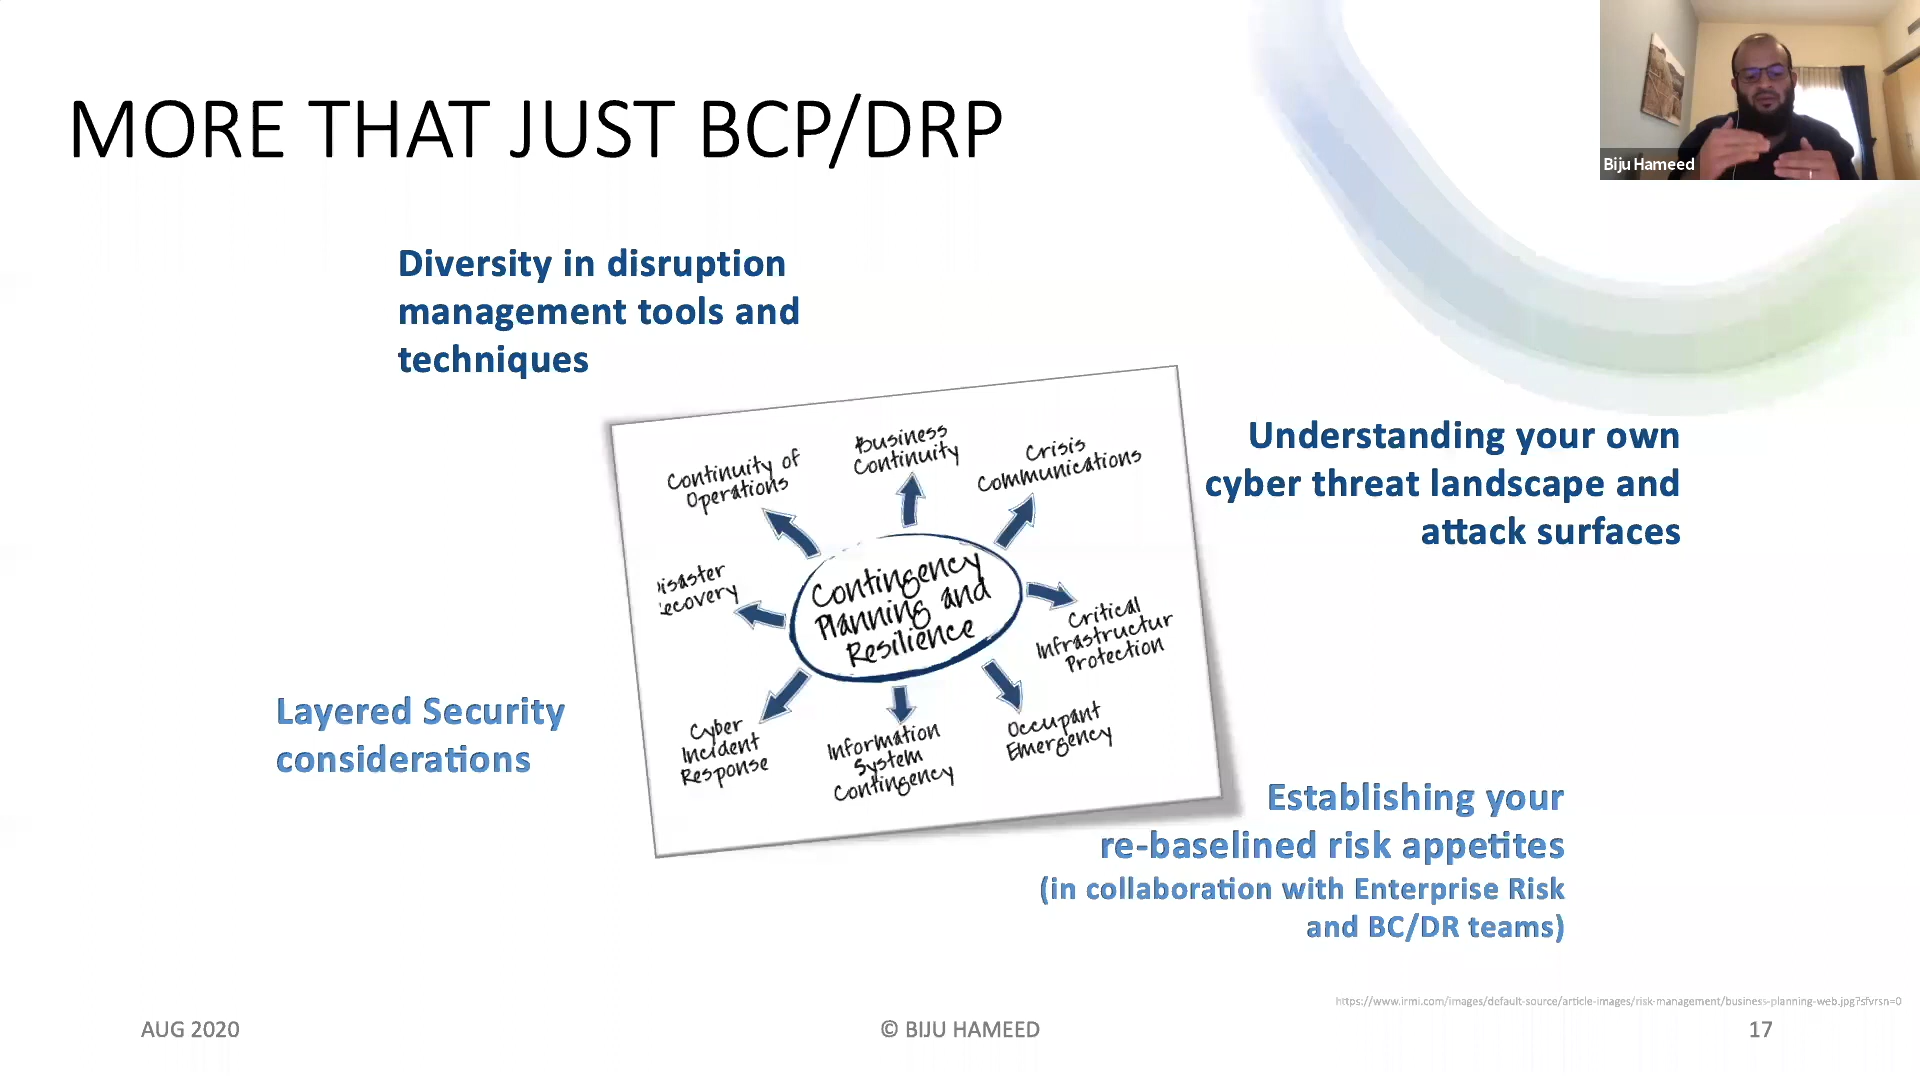 MORE THAT JUST BCP/DRP
Biju Hameed
Diversity in disruption
management tools and
techniques
Understanding your own
cyber threat landscape and
attack surfaces
Continuity of
Operations
Business
Continuity
Crisis
Communications
isaster
ecovery
Contingency
Planning and
Resilience
Critical
Infrastructur
Protection
Cyber
Incident
Response
Information
System
Contingency
Occupant
Emergency
Layered Security
considerations
Establishing your
re-baselined risk appetites
(in collaboration with Enterprise Risk
and BC/DR teams)
https://www.irmi.com/images/default-source/article-images/risk-management/business-planning-web.jpg?sfvrsn=0
AUG 2020
© BIJU HAMEED
17